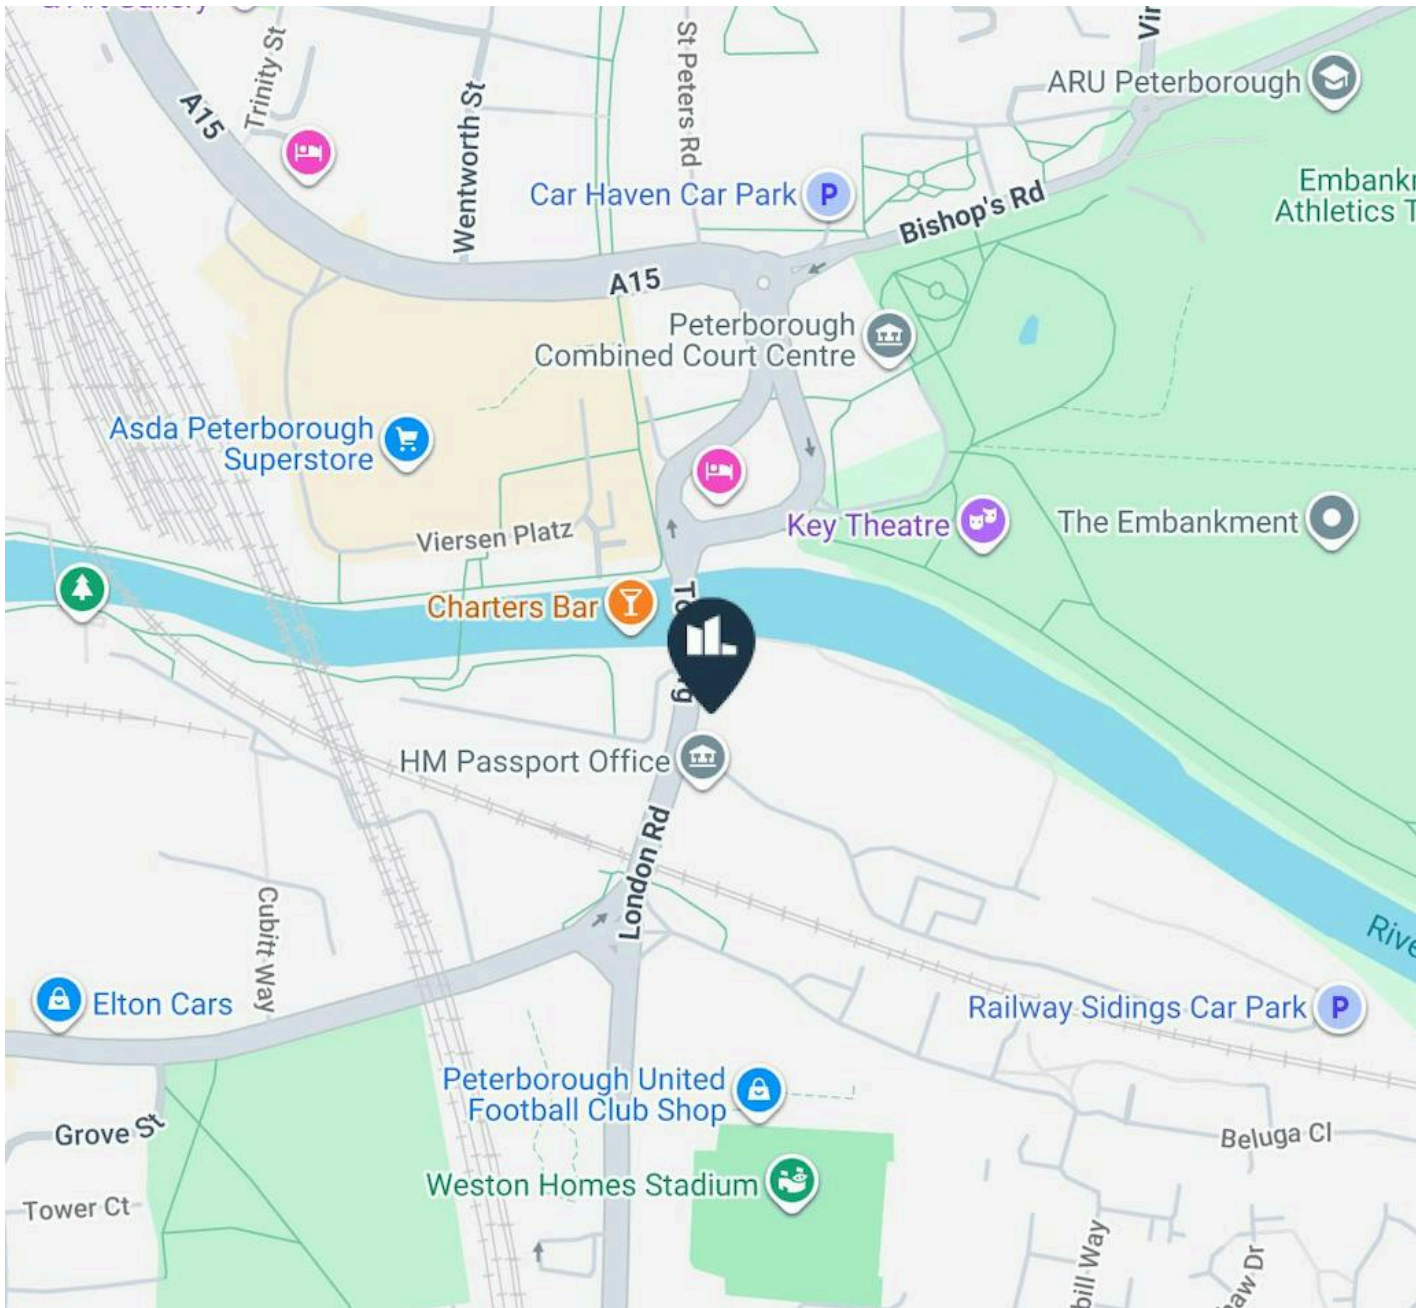 Trinity St
A15
Wentworth St
St Peters Rd
ARU Peterborough
Car Haven Car Park
P
Bishop's Rd
A15
Peterborough
Combined Court Centre
Asda Peterborough
Superstore
Viersen Platz
Key Theatre
The Embankment
Charters Bar
HM Passport Office
London Rd
Cubitt Way
Elton Cars
Railway Sidings Car Park
P
Peterborough United
Football Club Shop
Grove St
Beluga Cl
Weston Homes Stadium
Tower Ct